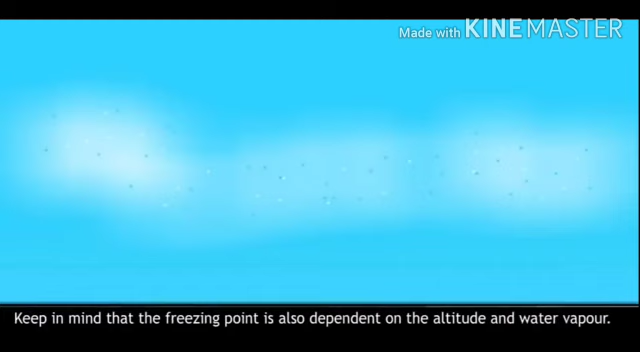 Made with KINEMASTER
Keep in mind that the freezing point is also dependent on the altitude and water vapour.